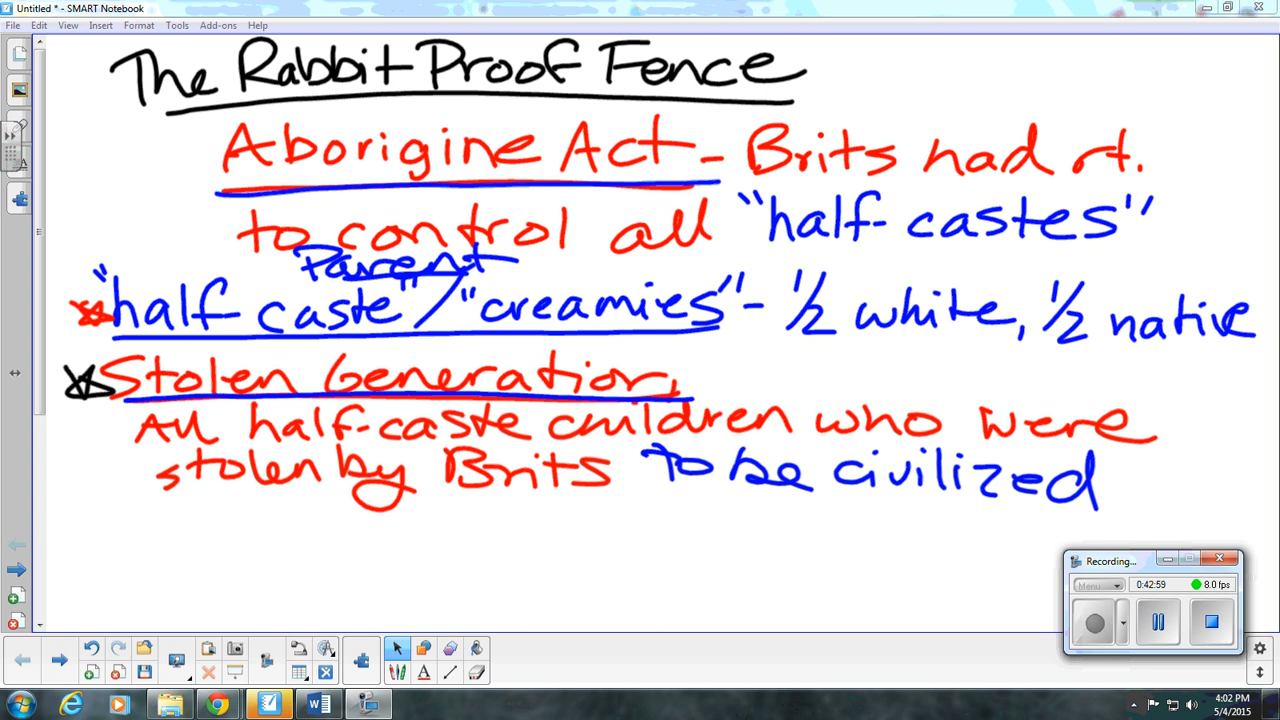 Untitled * - SMART Notebook
File Edit View Insert Format Tools Add-ons Help
The Rabbit-Proof Fence
Aborigine Act - Brits had rt.
to control all "half-castes"
Parent
"half caste"/"creamies" - 1/2 white, 1/2 native
Stolen Generation,
All half-caste children who were
stolen by Brits to be civilized
Recording...
Menu 0:42:59 8.0 fps
4:02 PM
5/4/2015